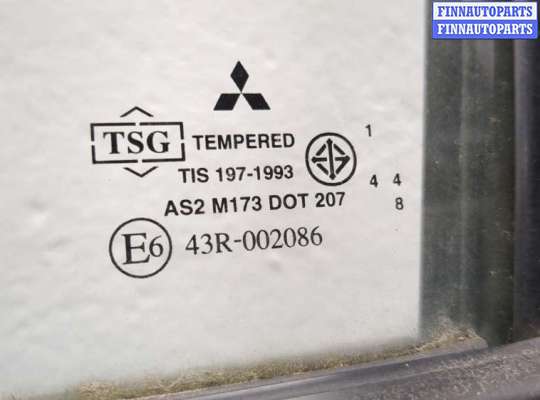 FINNAUTOPARTS
FINNAUTOPARTS
TSG TEMPERED
TIS 197-1993
1
4 4
8
AS2 M173 DOT 207
E6 43R-002086